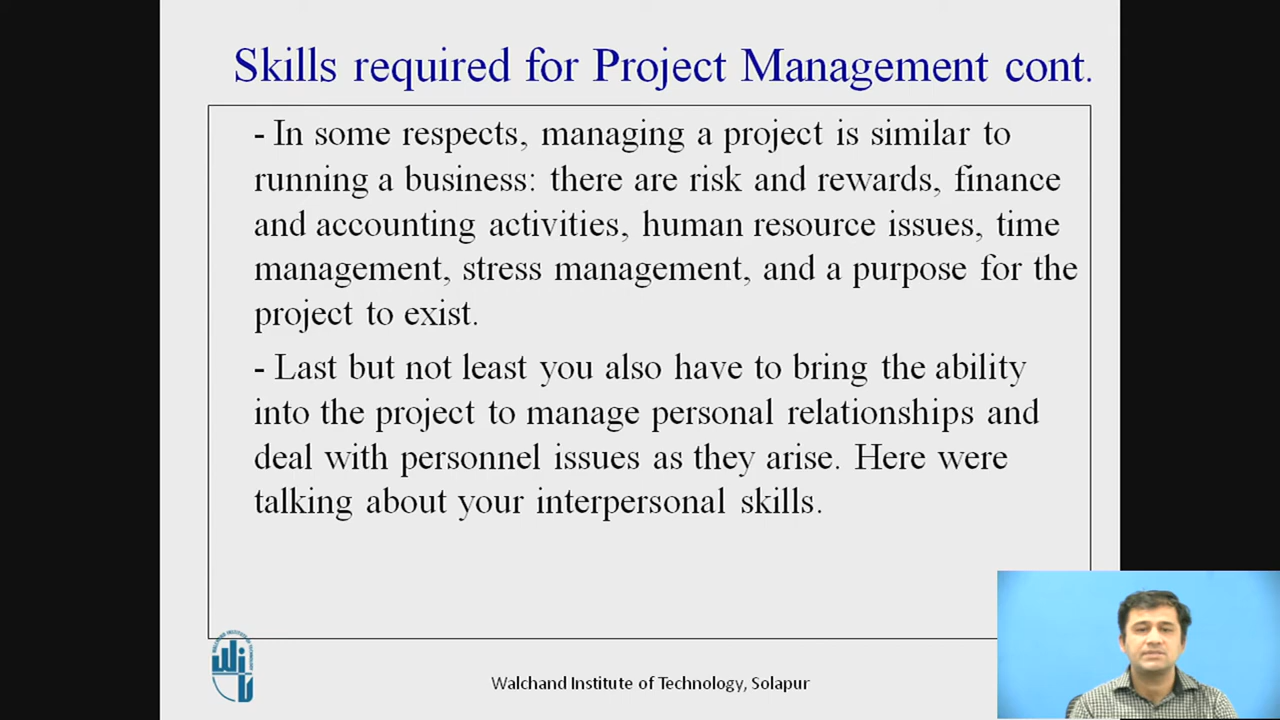 Skills required for Project Management cont.
- In some respects, managing a project is similar to
running a business: there are risk and rewards, finance
and accounting activities, human resource issues, time
management, stress management, and a purpose for the
project to exist.
- Last but not least you also have to bring the ability
into the project to manage personal relationships and
deal with personnel issues as they arise. Here were
talking about your interpersonal skills.
Walchand Institute of Technology, Solapur